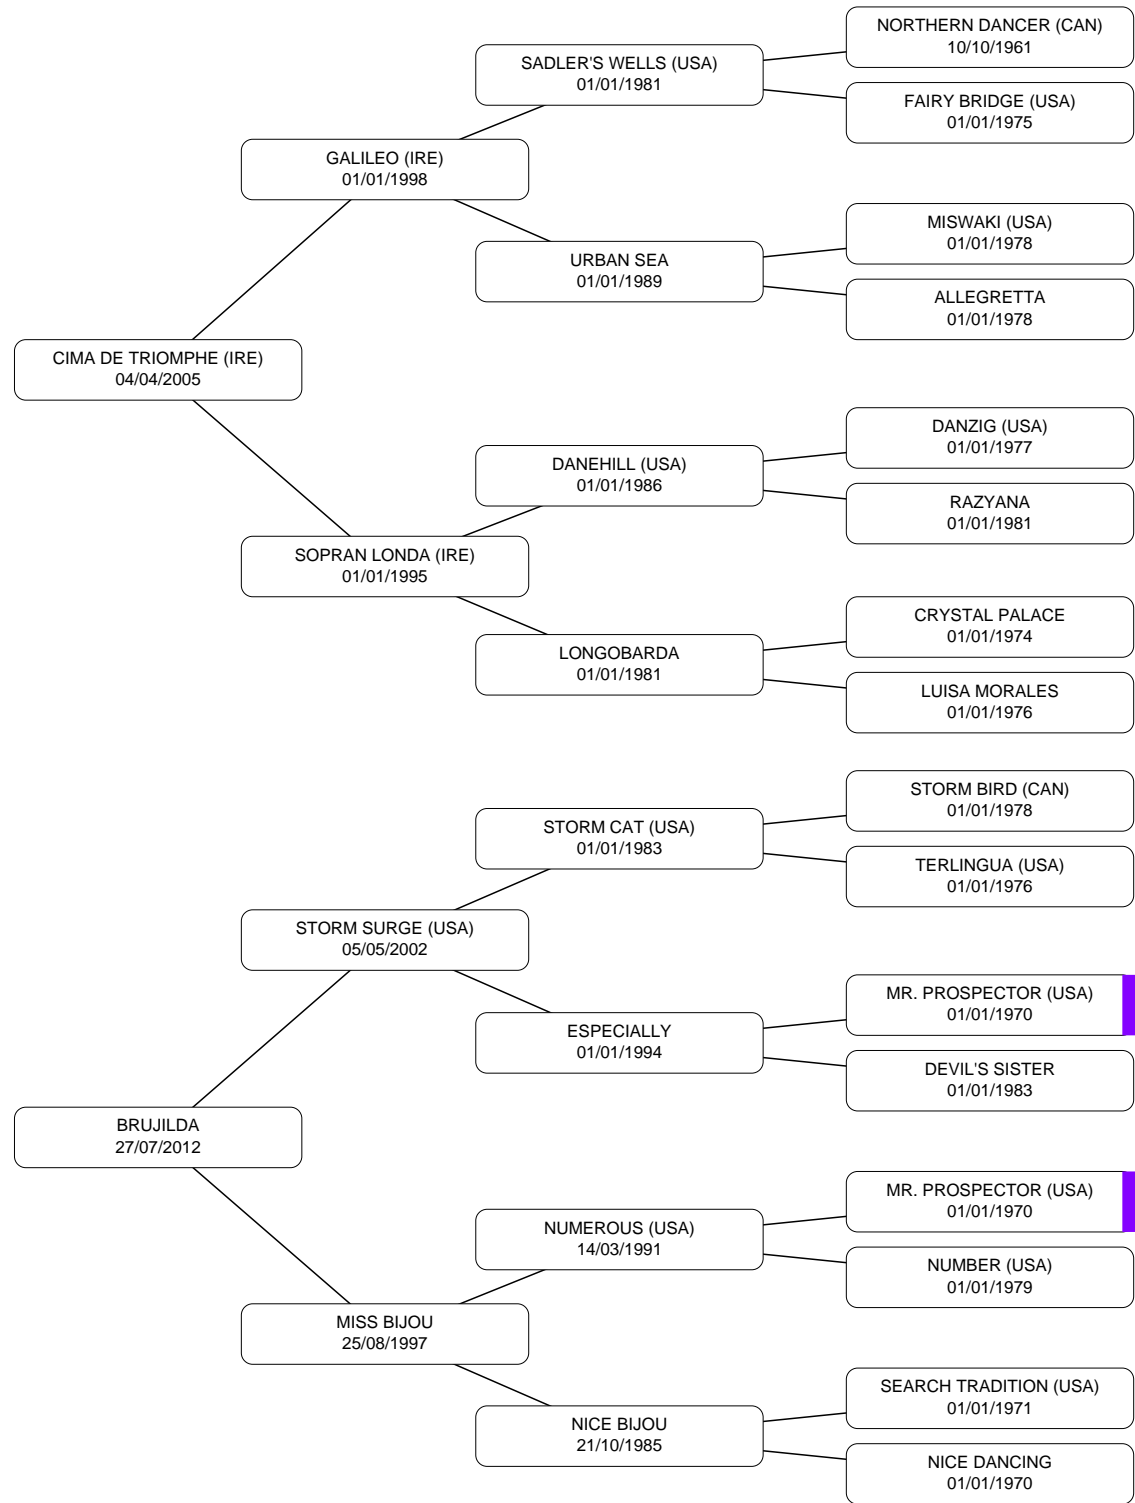 NORTHERN DANCER (CAN)
10/10/1961
SADLER'S WELLS (USA)
01/01/1981
FAIRY BRIDGE (USA)
01/01/1975
GALILEO (IRE)
01/01/1998
MISWAKI (USA)
01/01/1978
URBAN SEA
01/01/1989
ALLEGRETTA
01/01/1978
CIMA DE TRIOMPHE (IRE)
04/04/2005
DANZIG (USA)
01/01/1977
DANEHILL (USA)
01/01/1986
RAZYANA
01/01/1981
SOPRAN LONDA (IRE)
01/01/1995
CRYSTAL PALACE
01/01/1974
LONGOBARDA
01/01/1981
LUISA MORALES
01/01/1976
STORM BIRD (CAN)
01/01/1978
STORM CAT (USA)
01/01/1983
TERLINGUA (USA)
01/01/1976
STORM SURGE (USA)
05/05/2002
MR. PROSPECTOR (USA)
01/01/1970
ESPECIALLY
01/01/1994
DEVIL'S SISTER
01/01/1983
BRUJILDA
27/07/2012
MR. PROSPECTOR (USA)
01/01/1970
NUMEROUS (USA)
14/03/1991
NUMBER (USA)
01/01/1979
MISS BIJOU
25/08/1997
SEARCH TRADITION (USA)
01/01/1971
NICE BIJOU
21/10/1985
NICE DANCING
01/01/1970